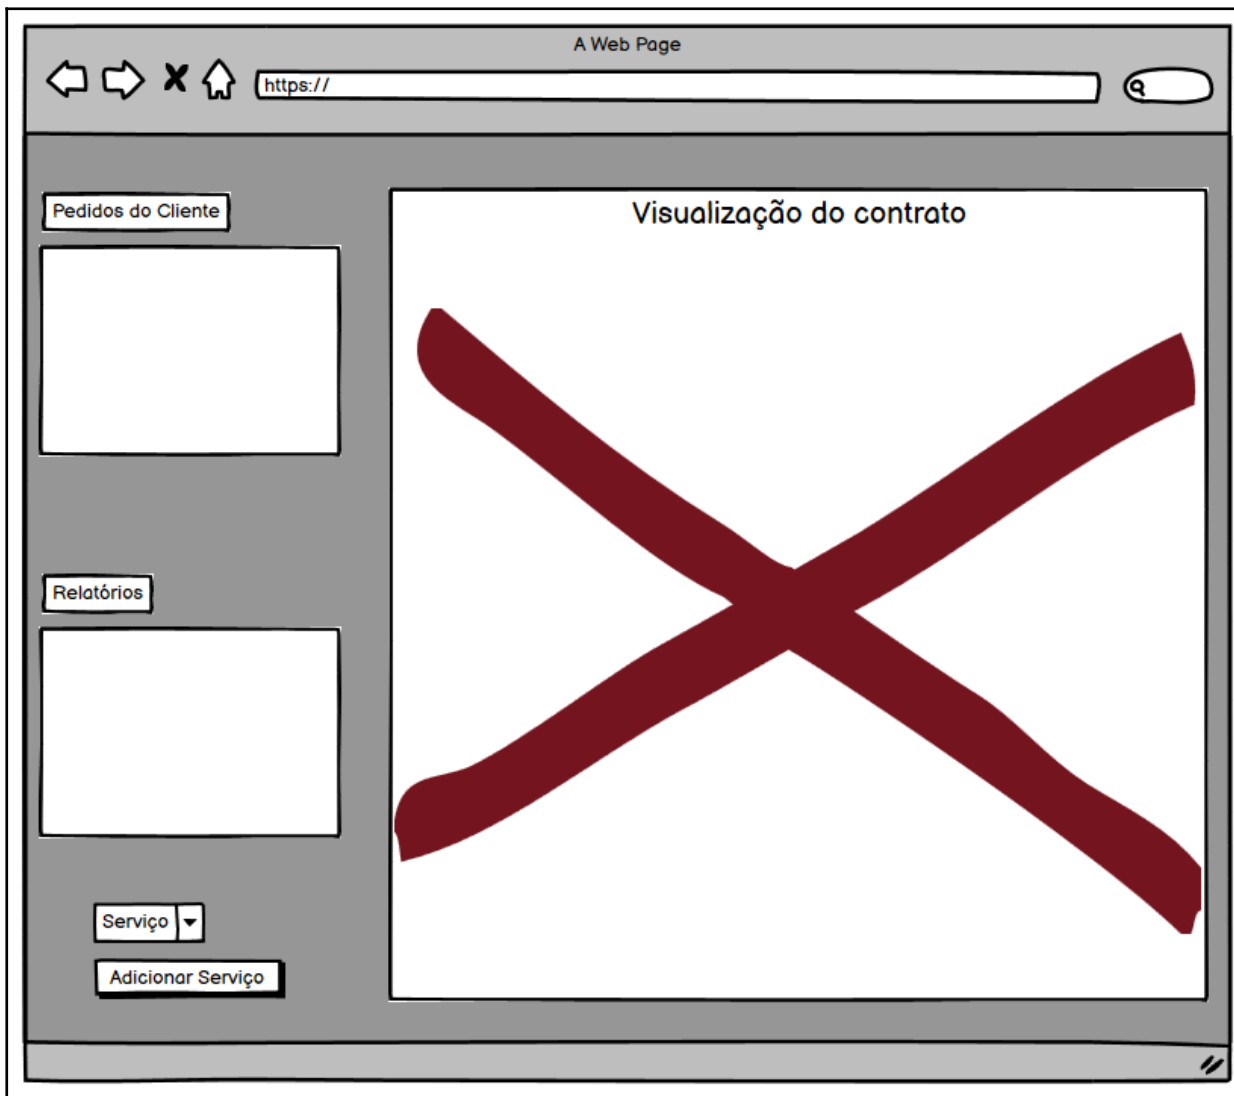 A Web Page
https://
Pedidos do Cliente
Visualização do contrato
Relatórios
Serviço
Adicionar Serviço